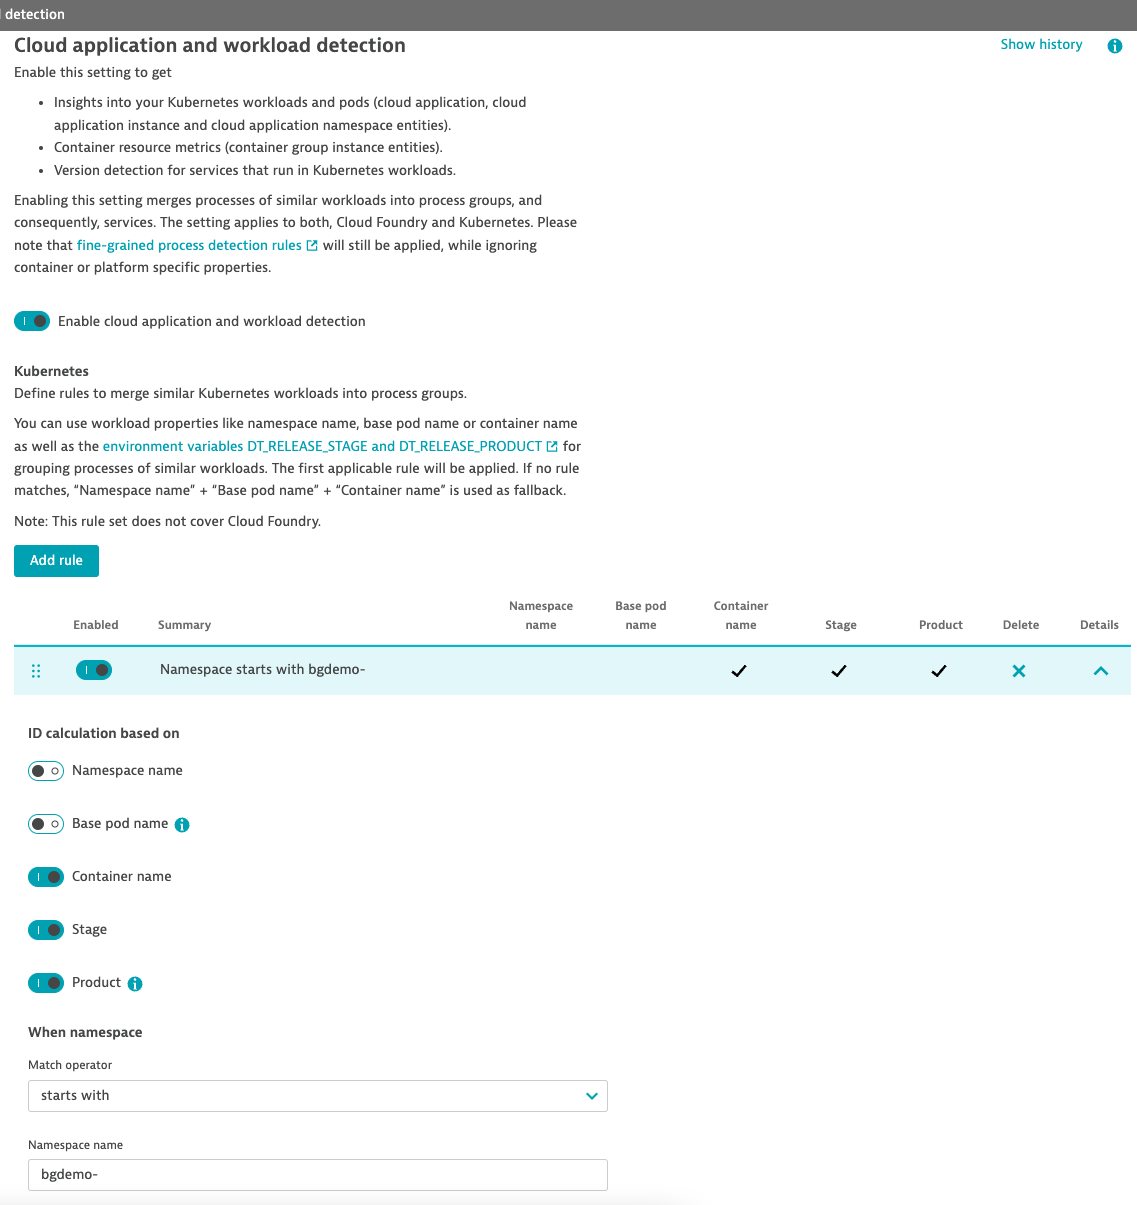 detection
Cloud application and workload detection
Show history
Enable this setting to get
• Insights into your Kubernetes workloads and pods (cloud application, cloud
application instance and cloud application namespace entities).
• Container resource metrics (container group instance entities).
• Version detection for services that run in Kubernetes workloads.
Enabling this setting merges processes of similar workloads into process groups, and
consequently, services. The setting applies to both, Cloud Foundry and Kubernetes. Please
note that fine-grained process detection rules will still be applied, while ignoring
container or platform specific properties.
Enable cloud application and workload detection
Kubernetes
Define rules to merge similar Kubernetes workloads into process groups.
You can use workload properties like namespace name, base pod name or container name
as well as the environment variables DT_RELEASE_STAGE and DT_RELEASE_PRODUCT for
grouping processes of similar workloads. The first applicable rule will be applied. If no rule
matches, “Namespace name” + “Base pod name” + “Container name” is used as fallback.
Note: This rule set does not cover Cloud Foundry.
Add rule
Enabled Summary Namespace name Base pod name Container name Stage Product Delete Details
Namespace starts with bgdemo-
ID calculation based on
Namespace name
Base pod name
Container name
Stage
Product
When namespace
Match operator
starts with
Namespace name
bgdemo-